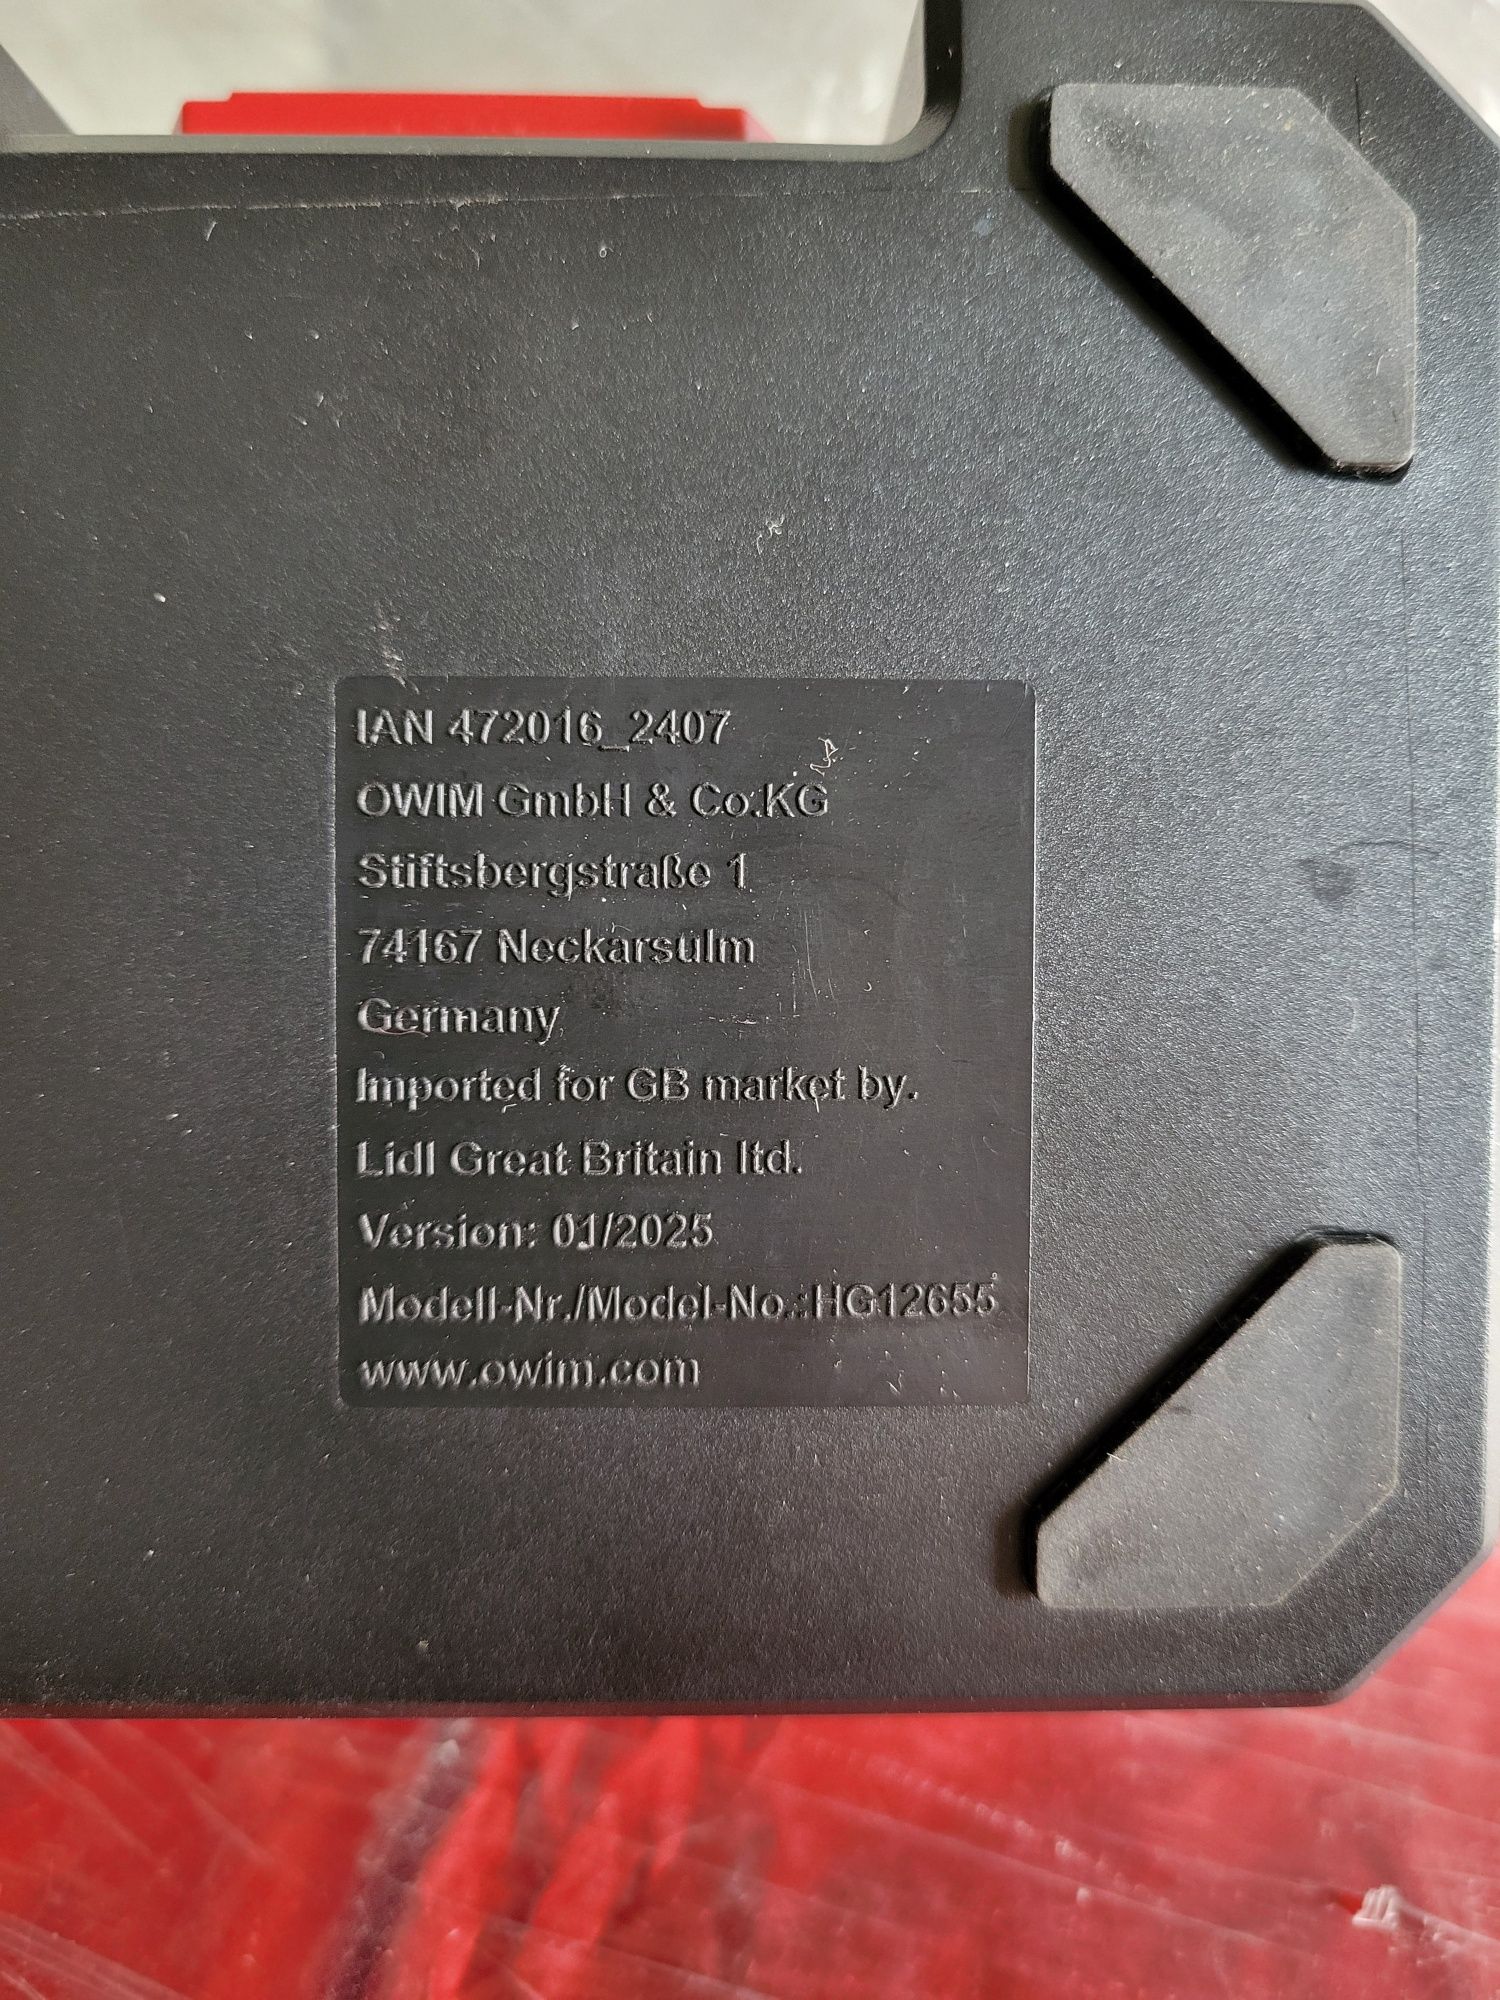 IAN 472016_2407
OWIM GmbH & Co.KG
Stiftsbergstraße 1
74167 Neckarsulm
Germany
Imported for GB market by.
Lidl Great Britain ltd.
Version: 01/2025
Modell-Nr./Model-No.:HG12655
www.owim.com